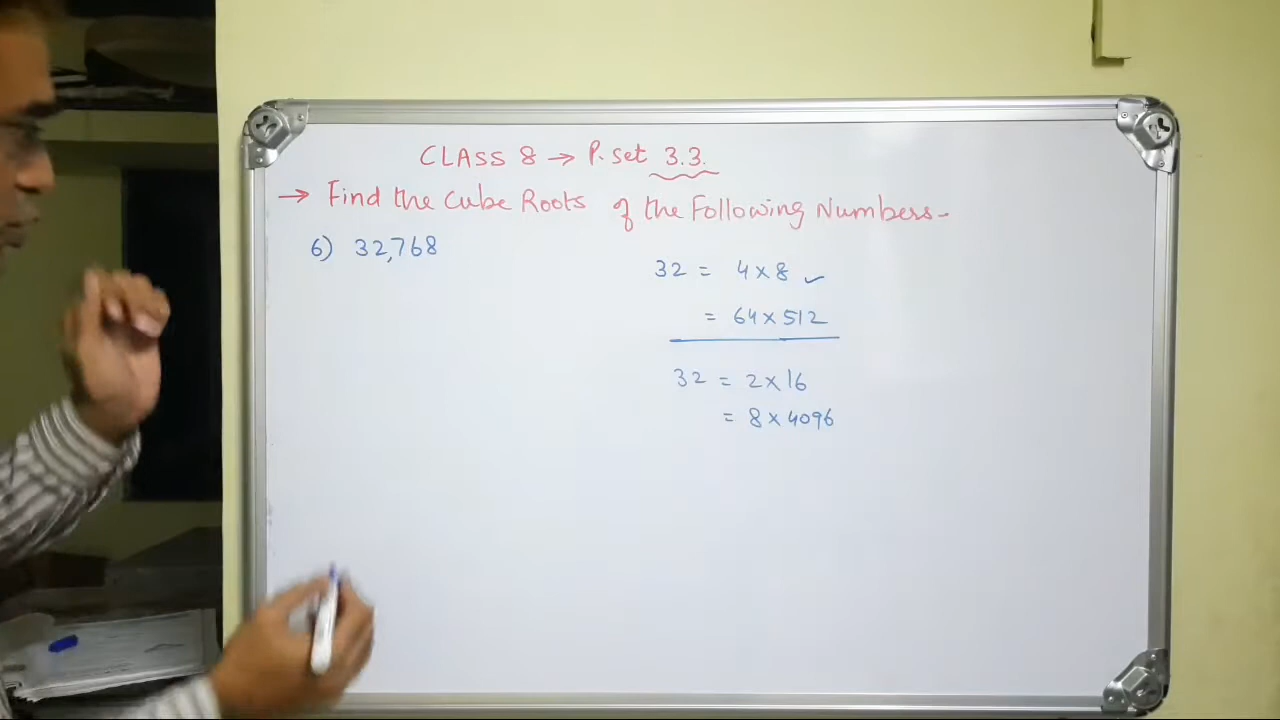 CLASS 8 → P. Set 3.3.
→ Find the Cube Roots of the Following Numbers.
6) 32,768
32 = 4 × 8 ✓
= 64 × 512
32 = 2 × 16
= 8 × 4096